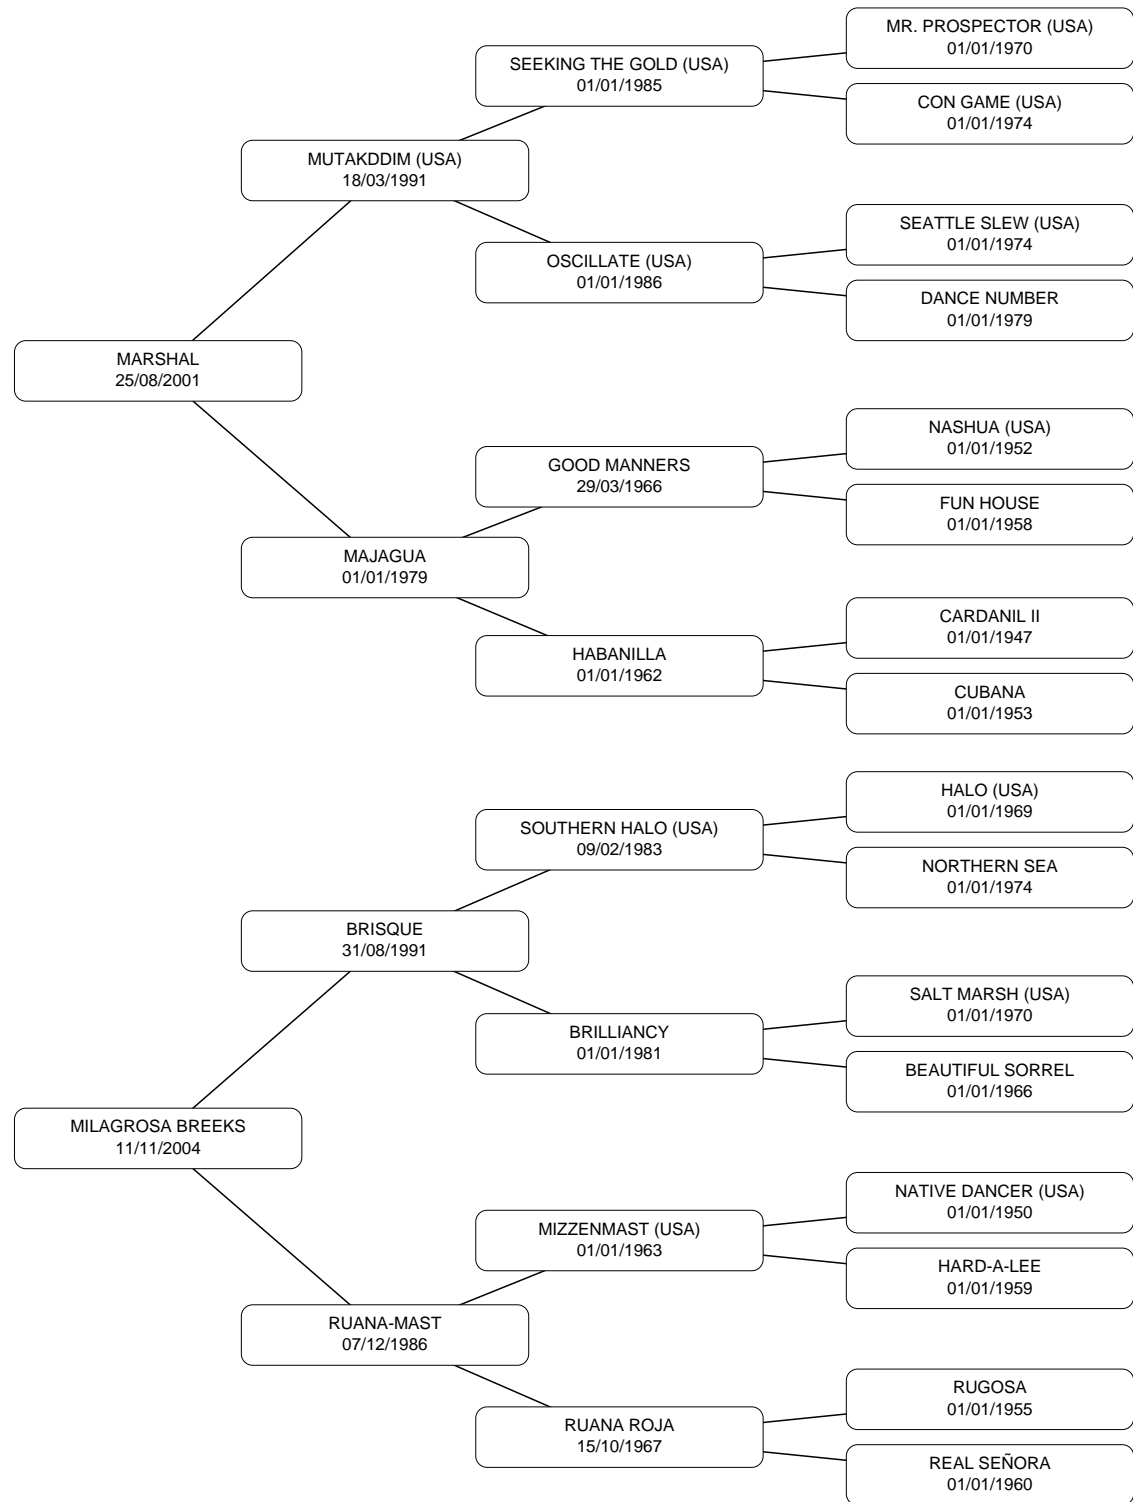 MR. PROSPECTOR (USA)
01/01/1970
SEEKING THE GOLD (USA)
01/01/1985
CON GAME (USA)
01/01/1974
MUTAKDDIM (USA)
18/03/1991
SEATTLE SLEW (USA)
01/01/1974
OSCILLATE (USA)
01/01/1986
DANCE NUMBER
01/01/1979
MARSHAL
25/08/2001
NASHUA (USA)
01/01/1952
GOOD MANNERS
29/03/1966
FUN HOUSE
01/01/1958
MAJAGUA
01/01/1979
CARDANIL II
01/01/1947
HABANILLA
01/01/1962
CUBANA
01/01/1953
HALO (USA)
01/01/1969
SOUTHERN HALO (USA)
09/02/1983
NORTHERN SEA
01/01/1974
BRISQUE
31/08/1991
SALT MARSH (USA)
01/01/1970
BRILLIANCY
01/01/1981
BEAUTIFUL SORREL
01/01/1966
MILAGROSA BREEKS
11/11/2004
NATIVE DANCER (USA)
01/01/1950
MIZZENMAST (USA)
01/01/1963
HARD-A-LEE
01/01/1959
RUANA-MAST
07/12/1986
RUGOSA
01/01/1955
RUANA ROJA
15/10/1967
REAL SEÑORA
01/01/1960